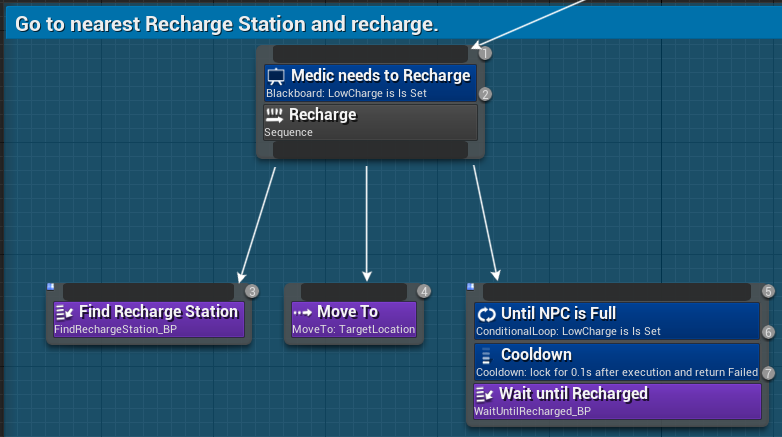 Go to nearest Recharge Station and recharge.
1
Medic needs to Recharge
Blackboard: LowCharge is Is Set
2
Recharge
Sequence
3
Find Recharge Station
FindRechargeStation_BP
4
Move To
MoveTo: TargetLocation
5
Until NPC is Full
ConditionalLoop: LowCharge is Is Set
6
Cooldown
Cooldown: lock for 0.1s after execution and return Failed
7
Wait until Recharged
WaitUntilRecharged_BP